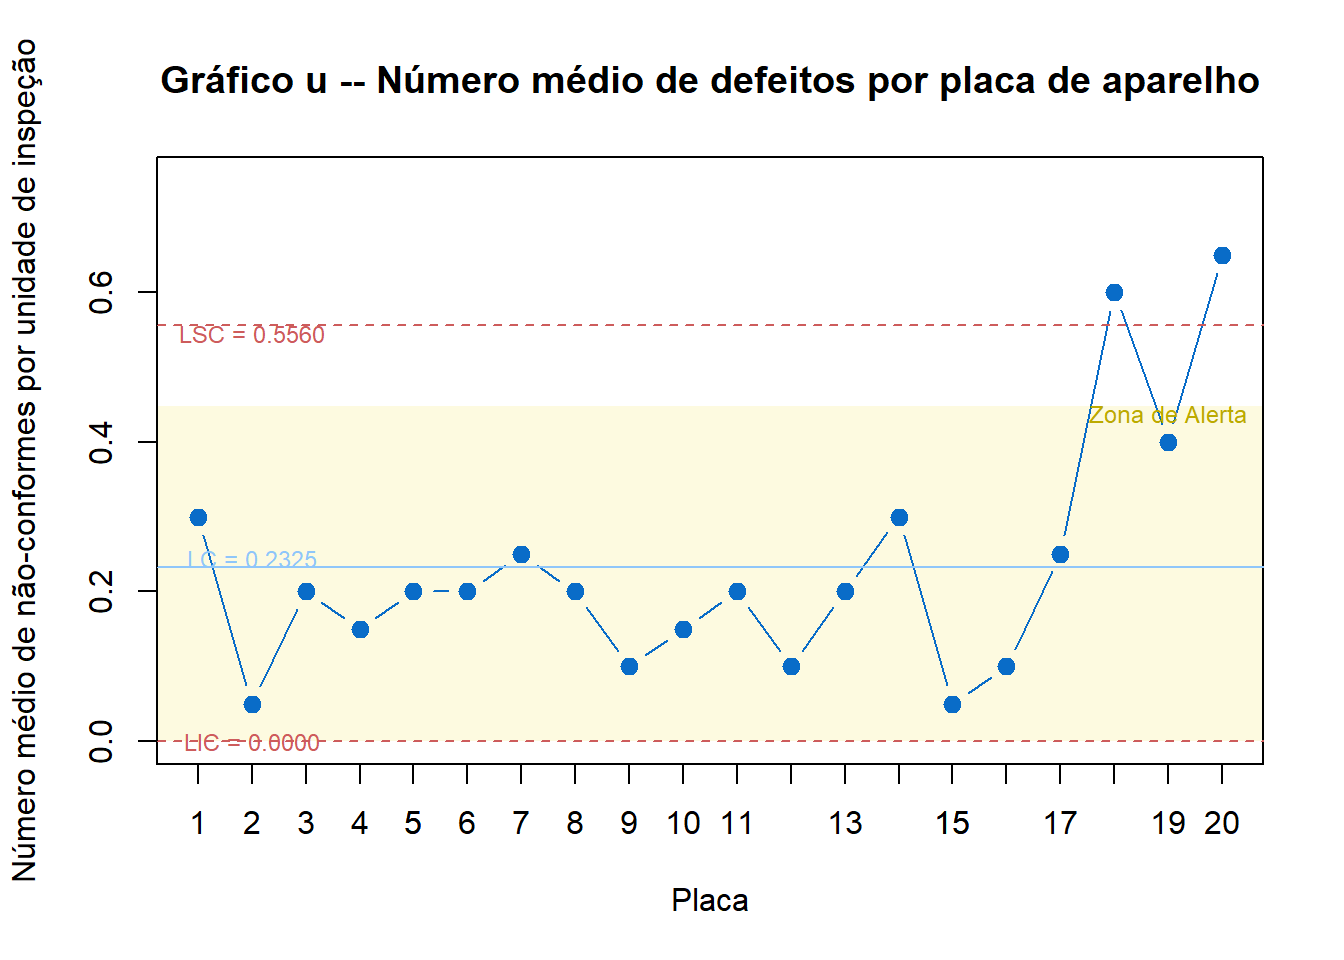 Gráfico u -- Número médio de defeitos por placa de aparelho
Número médio de não-conformes por unidade de inspeção
0.6
0.4
0.2
0.0
LSC = 0.5560
Zona de Alerta
LC = 0.2325
LIC = 0.0000
1 2 3 4 5 6 7 8 9 10 11 13 15 17 19 20
Placa